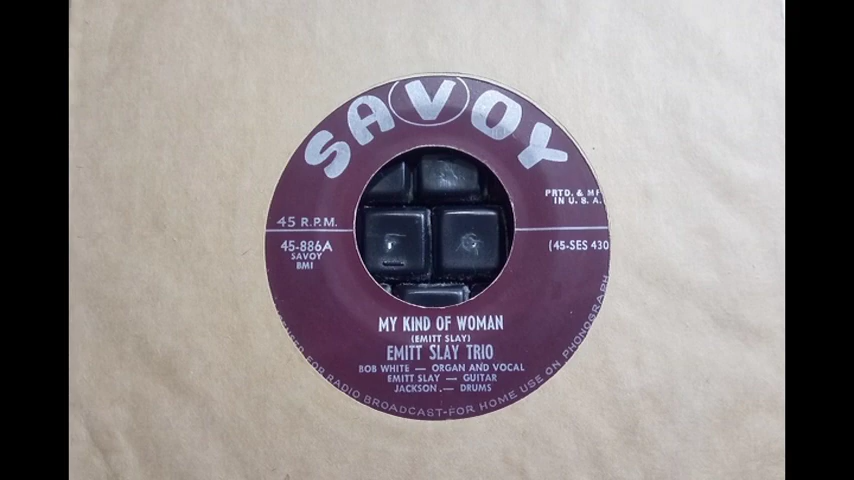 SAVOY
PRTD. & MF
IN U. S. A.
45 R.P.M.
45-886A
SAVOY
BMI
(45-SES 430
MY KIND OF WOMAN
(EMITT SLAY)
EMITT SLAY TRIO
BOB WHITE — ORGAN AND VOCAL
EMITT SLAY — GUITAR
JACKSON.— DRUMS
FOR RADIO BROADCAST-FOR HOME USE ON PHONOGRAPH